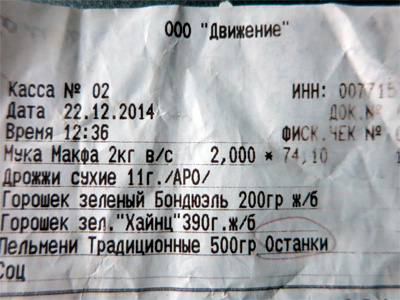 ООО "Движение"
Касса № 02 ИНН: 007715
Дата 22.12.2014 ДОК.№
Время 12:36 ФИСК.ЧЕК №
Мука Макфа 2кг в/с 2,000 * 74,10
Дрожжи сухие 11г./АРО/
Горошек зеленый Бондюэль 200гр ж/б
Горошек зел."Хайнц"390г.ж/б
Пельмени Традиционные 500гр Останки
Соц